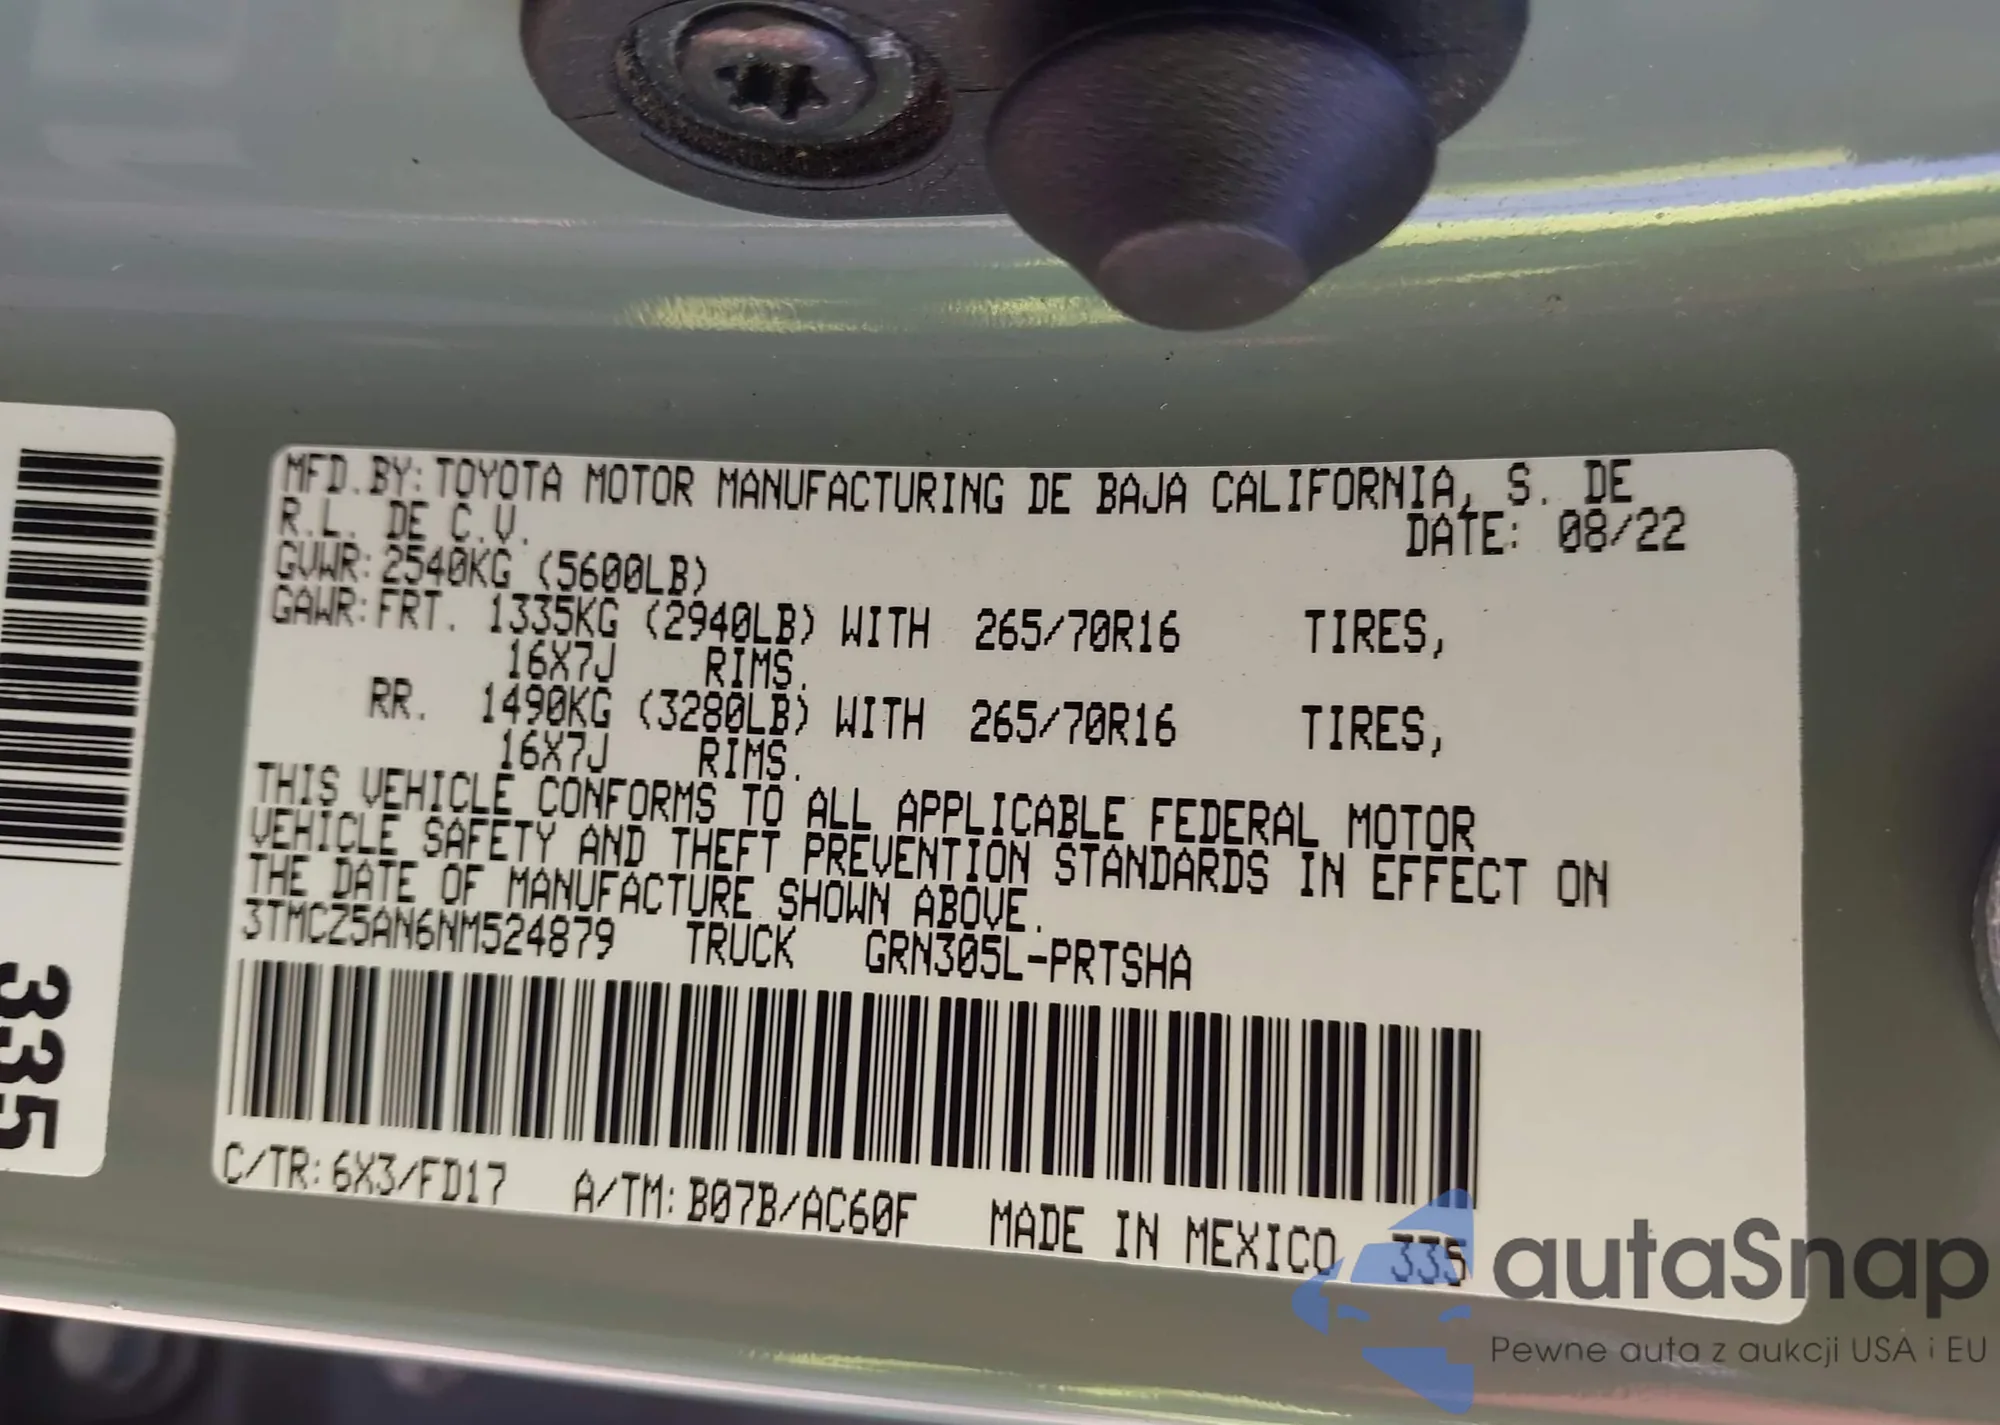 MFD.BY: TOYOTA MOTOR MANUFACTURING DE BAJA CALIFORNIA, S. DE
R.L. DE C.V.
DATE: 08/22
GVWR: 2540KG (5600LB)
GAWR: FRT. 1335KG (2940LB) WITH 265/70R16 TIRES,
16X7J RIMS.
RR. 1490KG (3280LB) WITH 265/70R16 TIRES,
16X7J RIMS.
THIS VEHICLE CONFORMS TO ALL APPLICABLE FEDERAL MOTOR
VEHICLE SAFETY AND THEFT PREVENTION STANDARDS IN EFFECT ON
THE DATE OF MANUFACTURE SHOWN ABOVE.
3TMCZ5AN6NM524879 TRUCK GRN305L-PRTSHA
C/TR: 6X3/FD17 A/TM: B07B/AC60F MADE IN MEXICO 335
335
autaSnap
Pewne auta z aukcji USA i EU